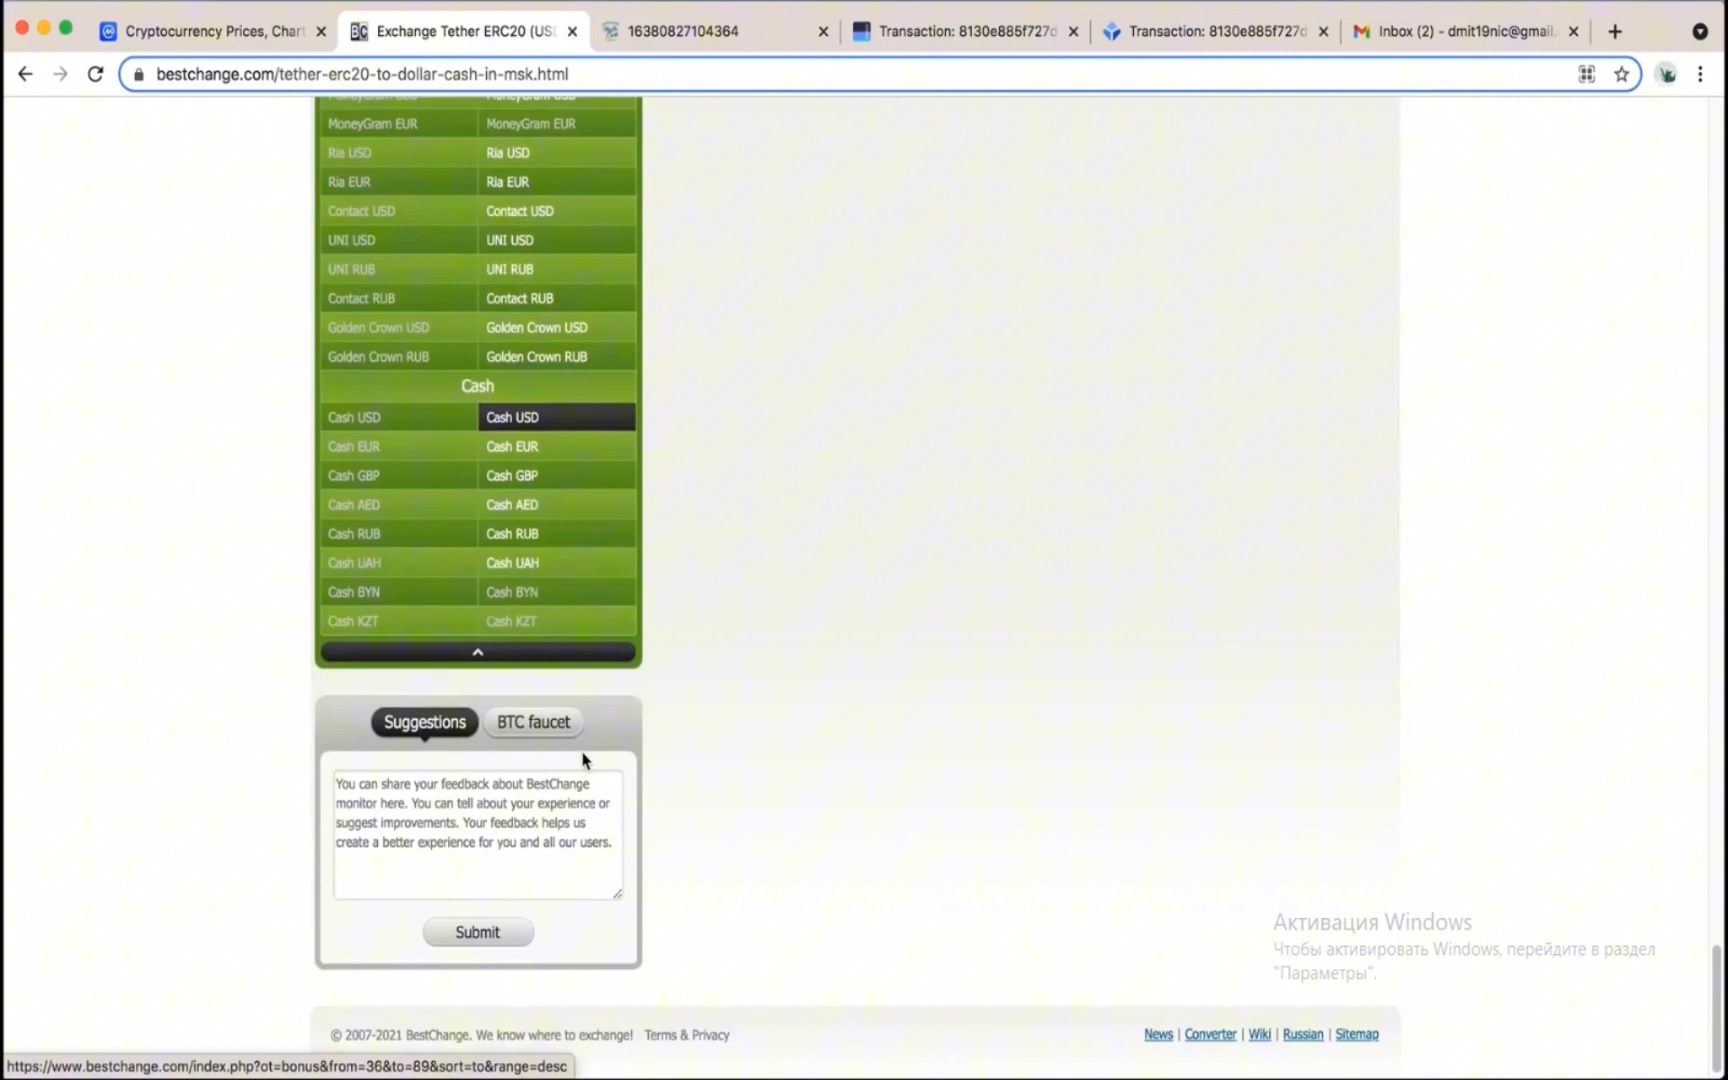 Cryptocurrency Prices, Chart
Exchange Tether ERC20 (USD
16380827104364
Transaction: 8130e885f727d
Transaction: 8130e885f727d
Inbox (2) - dmit19nic@gmail.
bestchange.com/tether-erc20-to-dollar-cash-in-msk.html
MoneyGram USD MoneyGram USD
MoneyGram EUR MoneyGram EUR
Ria USD Ria USD
Ria EUR Ria EUR
Contact USD Contact USD
UNI USD UNI USD
UNI RUB UNI RUB
Contact RUB Contact RUB
Golden Crown USD Golden Crown USD
Golden Crown RUB Golden Crown RUB
Cash
Cash USD Cash USD
Cash EUR Cash EUR
Cash GBP Cash GBP
Cash AED Cash AED
Cash RUB Cash RUB
Cash UAH Cash UAH
Cash BYN Cash BYN
Cash KZT Cash KZT
Suggestions BTC faucet
You can share your feedback about BestChange
monitor here. You can tell about your experience or
suggest improvements. Your feedback helps us
create a better experience for you and all our users.
Submit
Активация Windows
Чтобы активировать Windows, перейдите в раздел
"Параметры".
© 2007-2021 BestChange. We know where to exchange! Terms & Privacy
News | Converter | Wiki | Russian | Sitemap
https://www.bestchange.com/index.php?ot=bonus&from=36&to=89&sort=to&range=desc